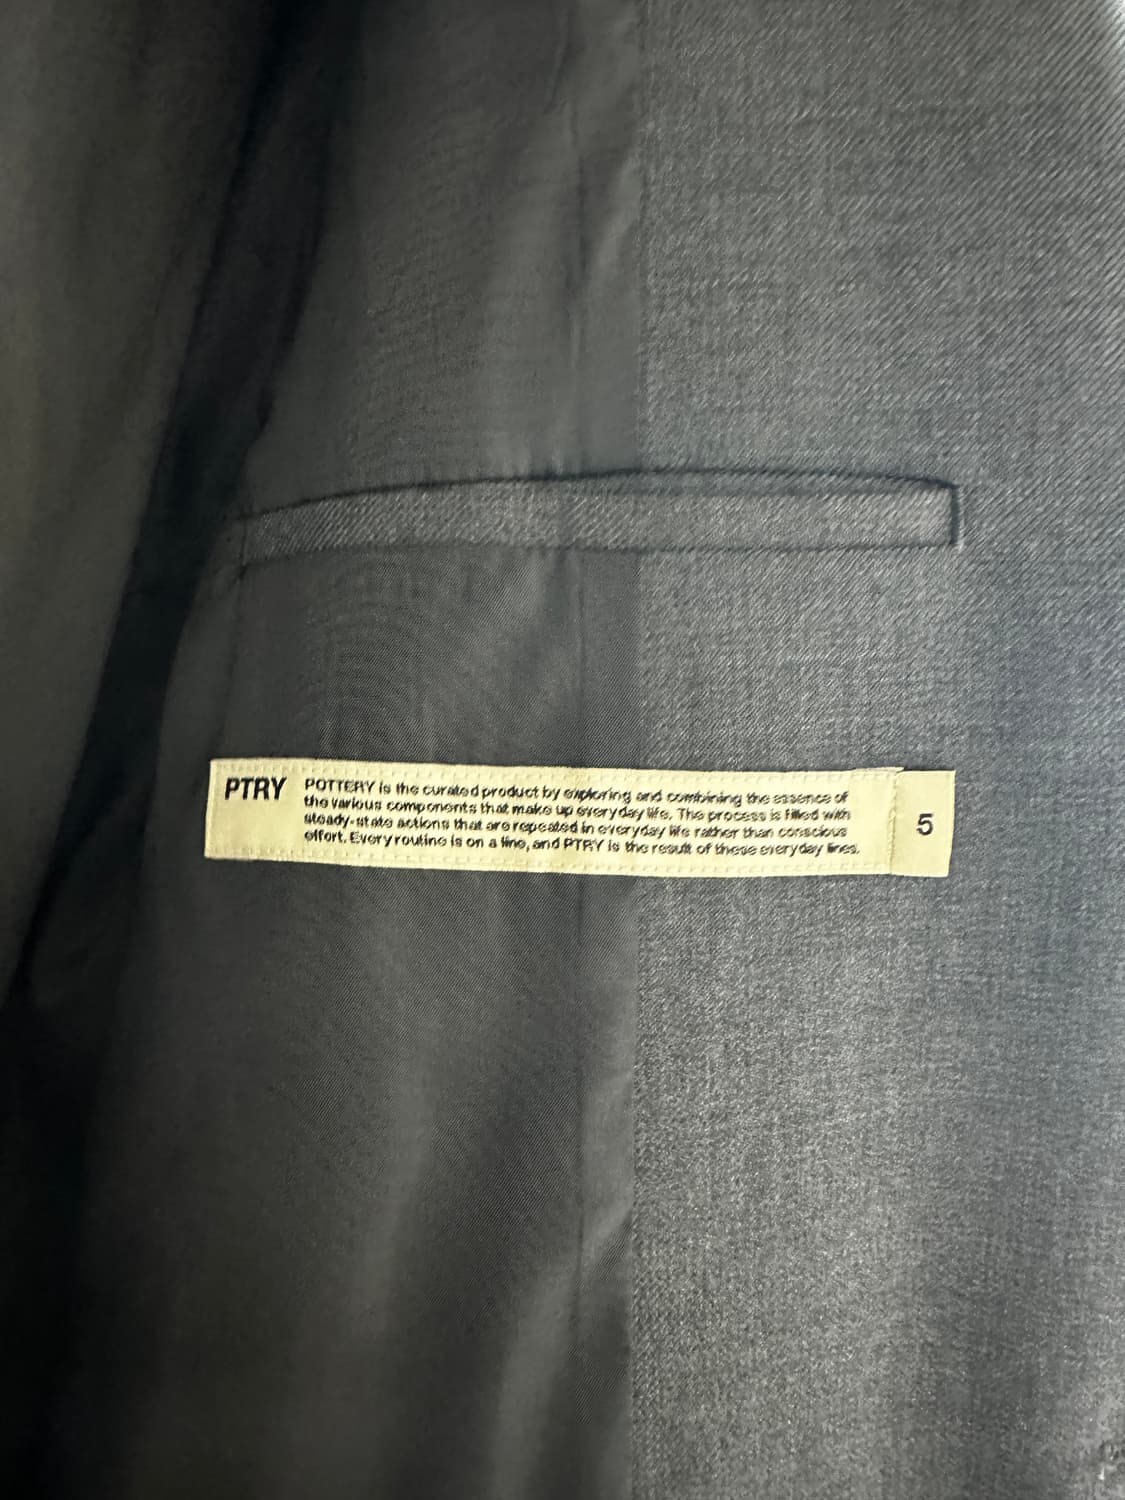 PTRY
POTTERY is the curated product by exploring and combining the essence of
the various components that make up everyday life. The process is filled with
steady-state actions that are repeated in everyday life rather than conscious
effort. Every routine is on a line, and PTRY is the result of these everyday lines.
5